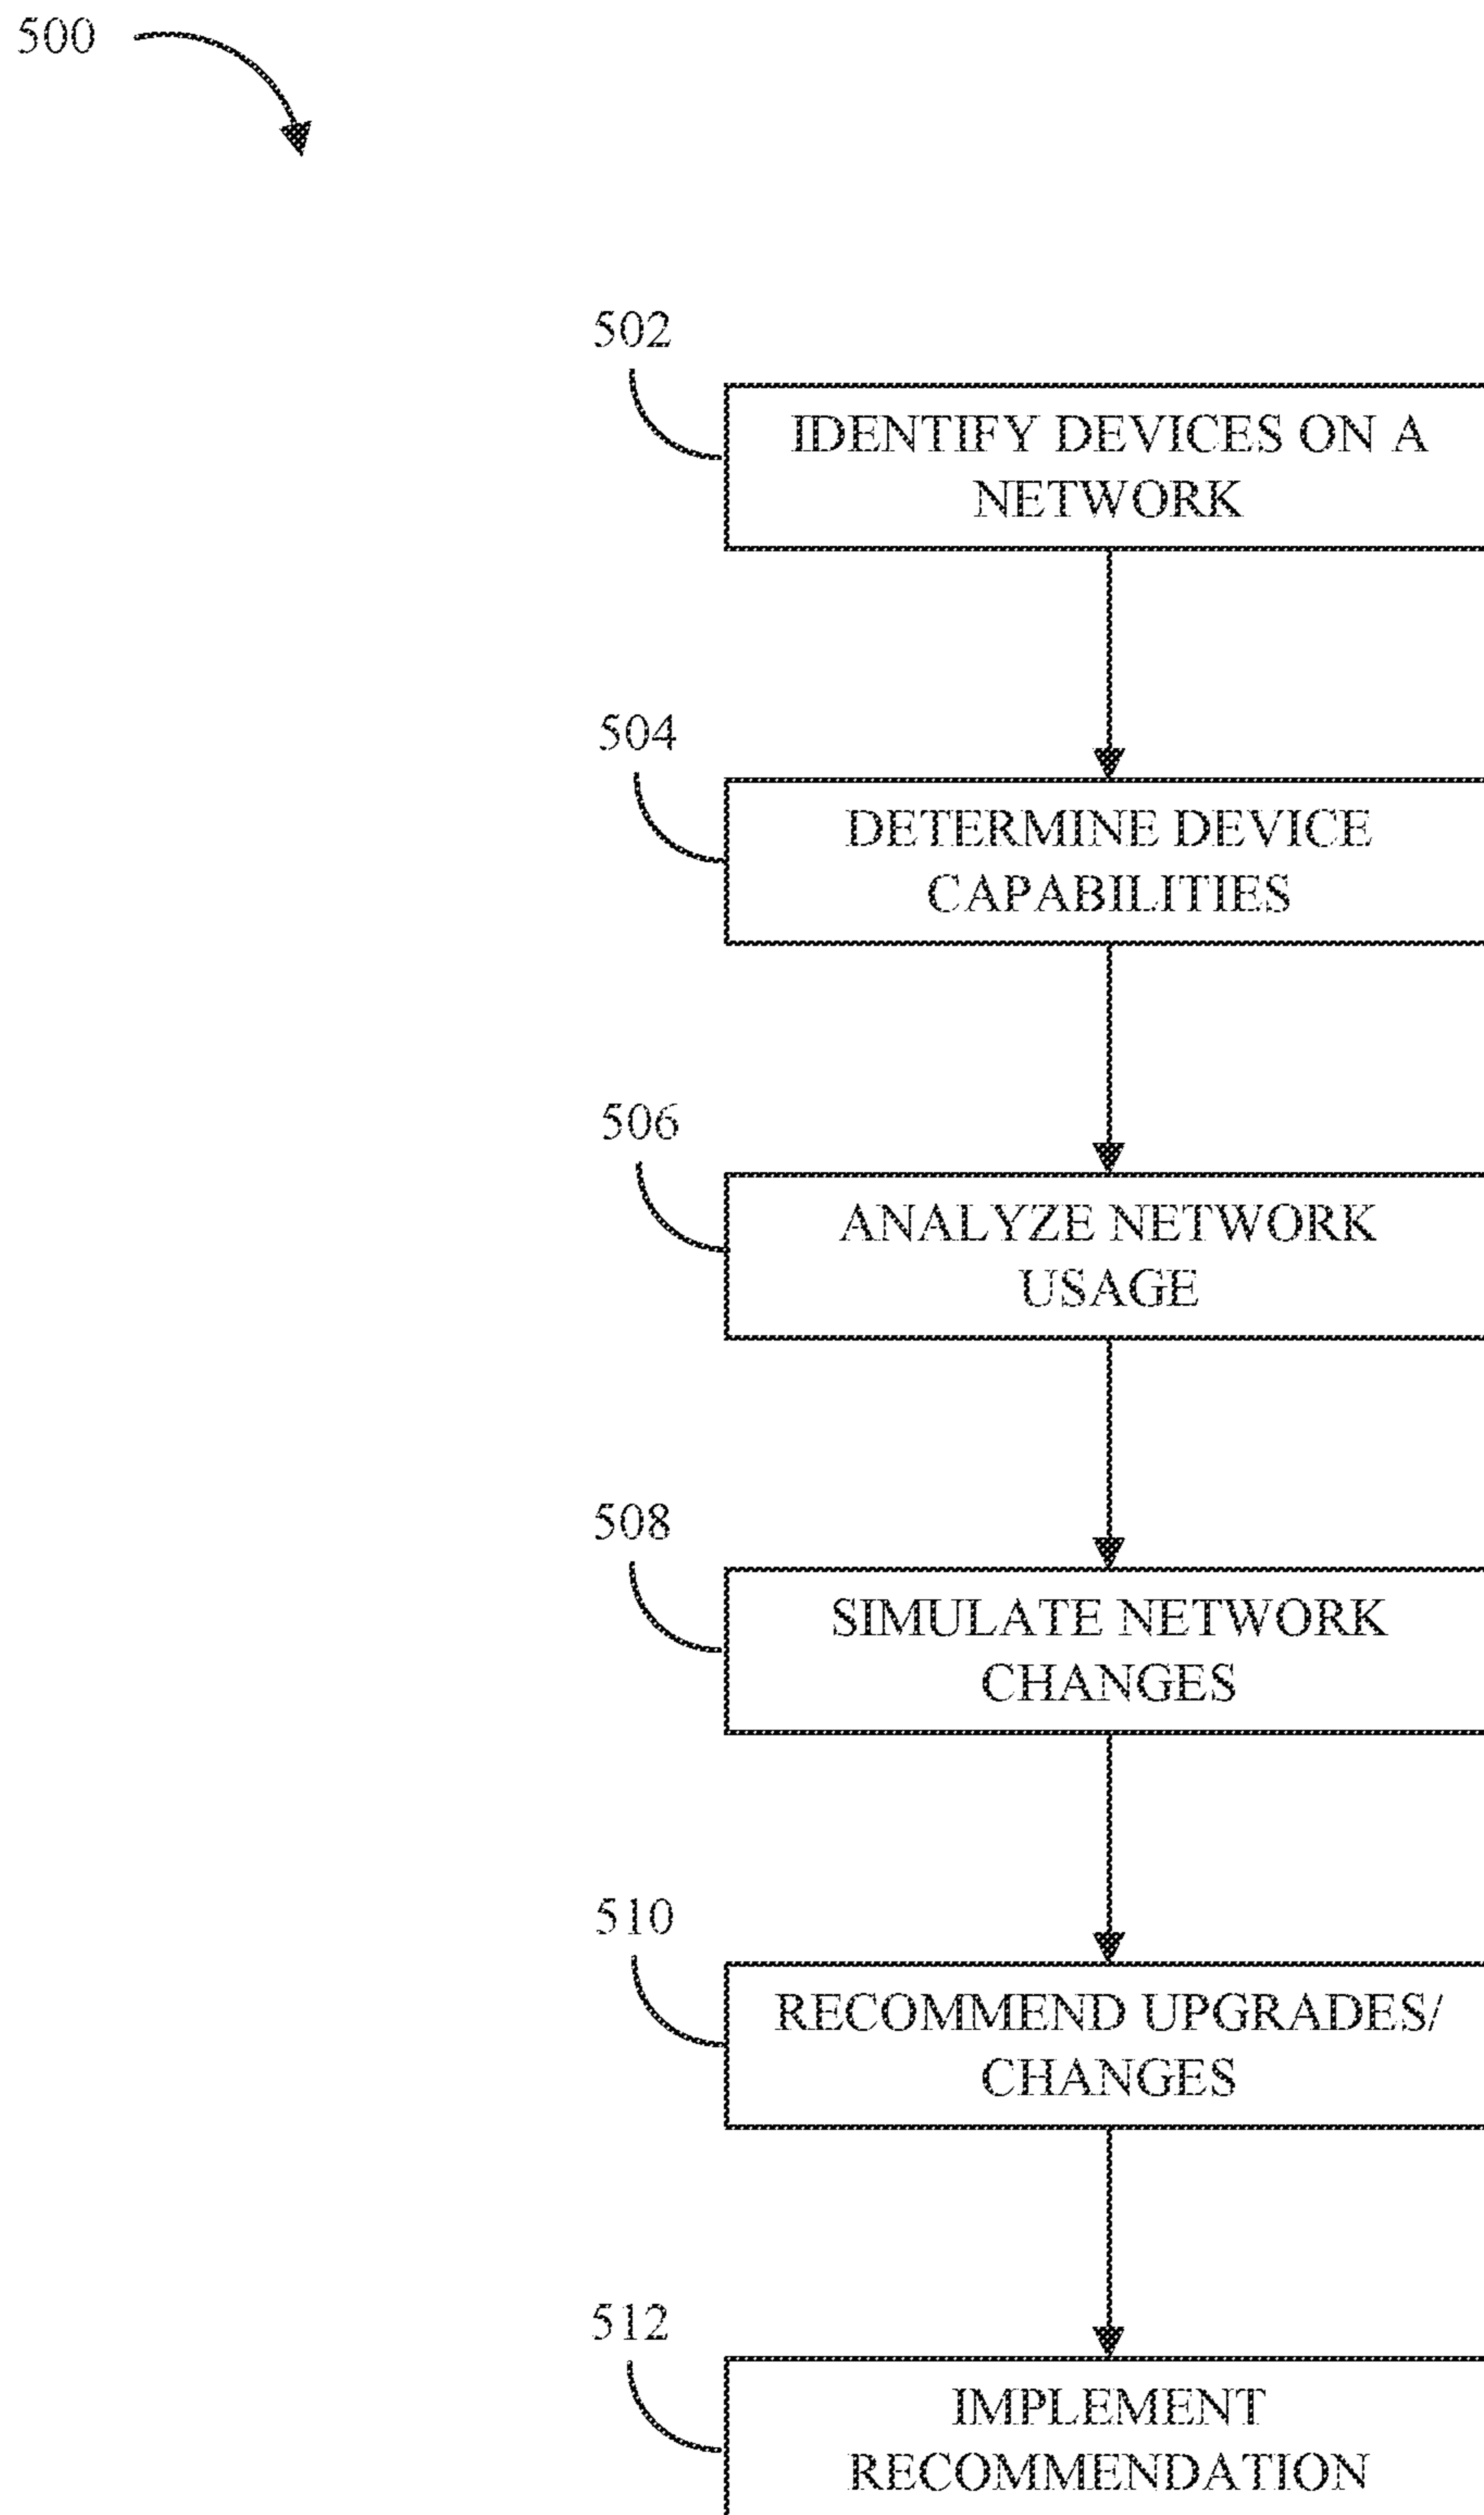 500
502
IDENTIFY DEVICES ON A
NETWORK
504
DETERMINE DEVICE
CAPABILITIES
506
ANALYZE NETWORK
USAGE
508
SIMULATE NETWORK
CHANGES
510
RECOMMEND UPGRADES/
CHANGES
512
IMPLEMENT
RECOMMENDATION